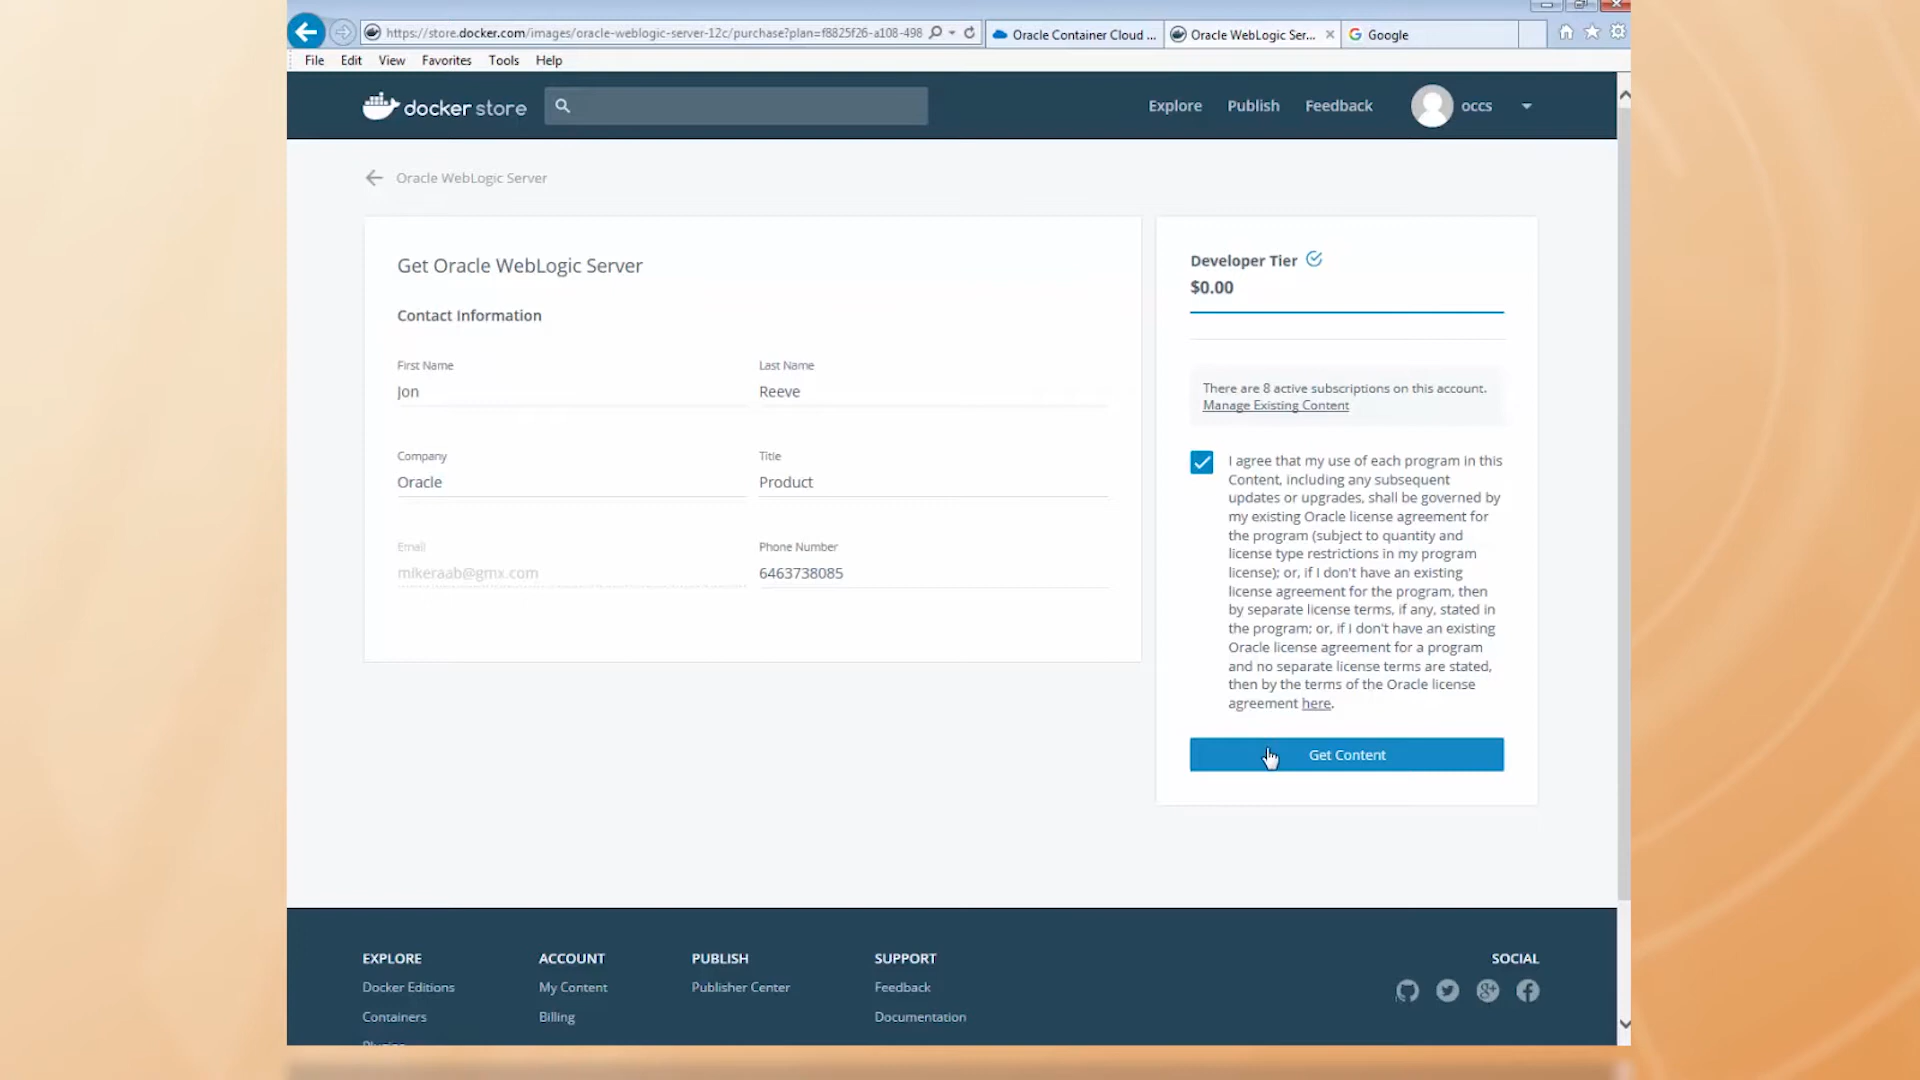 https://store.docker.com/images/oracle-weblogic-server-12c/purchase?plan=f8825f26-a108-498
Oracle Container Cloud ...
Oracle WebLogic Ser...
Google
File Edit View Favorites Tools Help
docker store
Explore Publish Feedback occs
Oracle WebLogic Server
Get Oracle WebLogic Server
Contact Information
First Name
Jon
Last Name
Reeve
Company
Oracle
Title
Product
Email
mikeraab@gmx.com
Phone Number
6463738085
Developer Tier
$0.00
There are 8 active subscriptions on this account.
Manage Existing Content
I agree that my use of each program in this
Content, including any subsequent
updates or upgrades, shall be governed by
my existing Oracle license agreement for
the program (subject to quantity and
license type restrictions in my program
license); or, if I don't have an existing
license agreement for the program, then
by separate license terms, if any, stated in
the program; or, if I don't have an existing
Oracle license agreement for a program
and no separate license terms are stated,
then by the terms of the Oracle license
agreement here.
Get Content
EXPLORE
Docker Editions
Containers
ACCOUNT
My Content
Billing
PUBLISH
Publisher Center
SUPPORT
Feedback
Documentation
SOCIAL